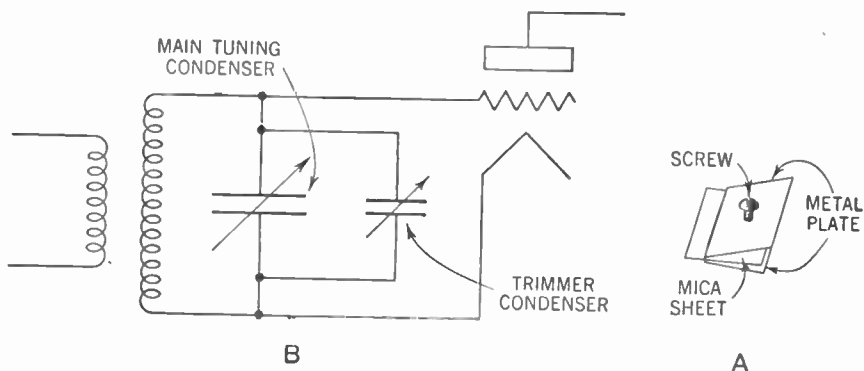 MAIN TUNING
CONDENSER
TRIMMER
CONDENSER
B
SCREW
METAL
PLATE
MICA
SHEET
A